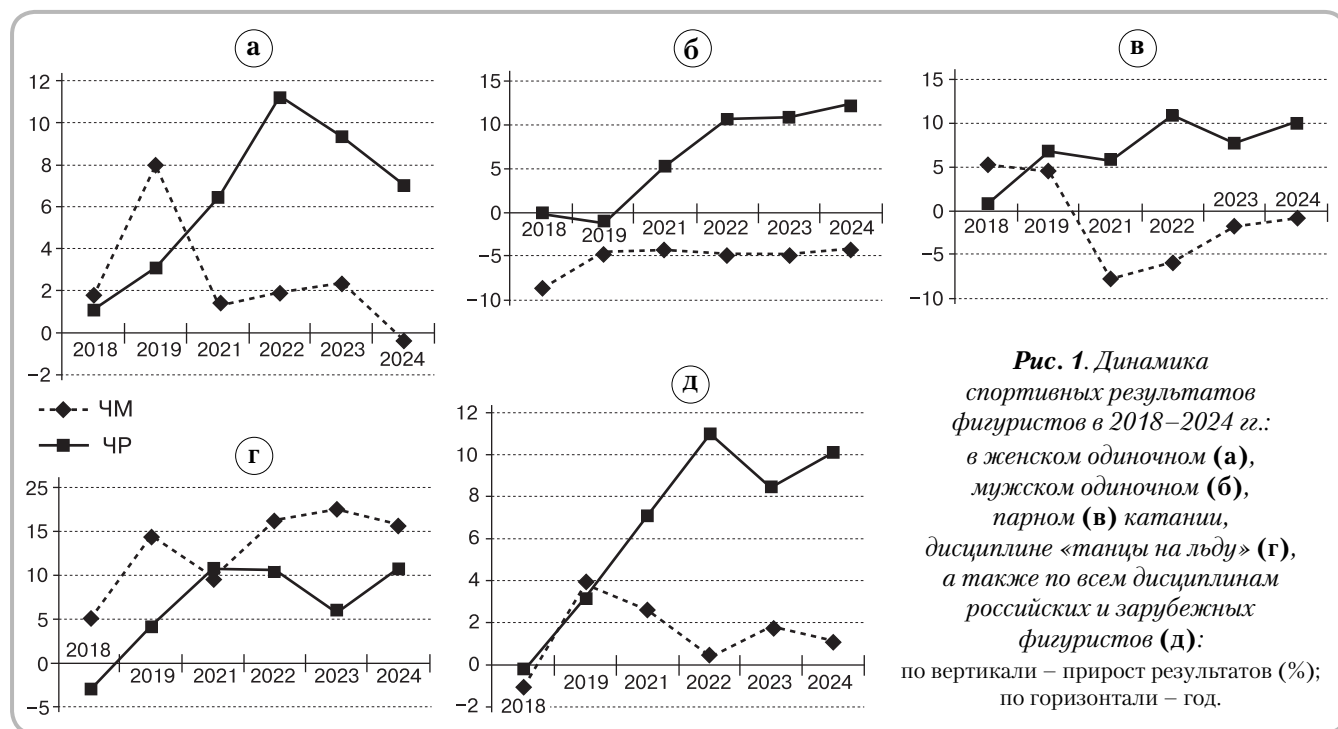 а
12
10
8
6
4
2
0
−2
2018 2019 2021 2022 2023
2024
б
15
10
5
0
−5
−10
2018 2019 2021 2022 2023 2024
в
15
10
5
0
−5
−10
2023 2024
2018 2019 2021 2022
ЧМ
ЧР
г
25
15
10
5
0
−5
2018
2019 2021 2022 2023 2024
д
12
10
8
6
4
2
0
−2
2019 2021 2022 2023 2024
2018
Рис. 1. Динамика
спортивных результатов
фигуристов в 2018–2024 гг.:
в женском одиночном (а),
мужском одиночном (б),
парном (в) катании,
дисциплине «танцы на льду» (г),
а также по всем дисциплинам
российских и зарубежных
фигуристов (д):
по вертикали – прирост результатов (%);
по горизонтали – год.